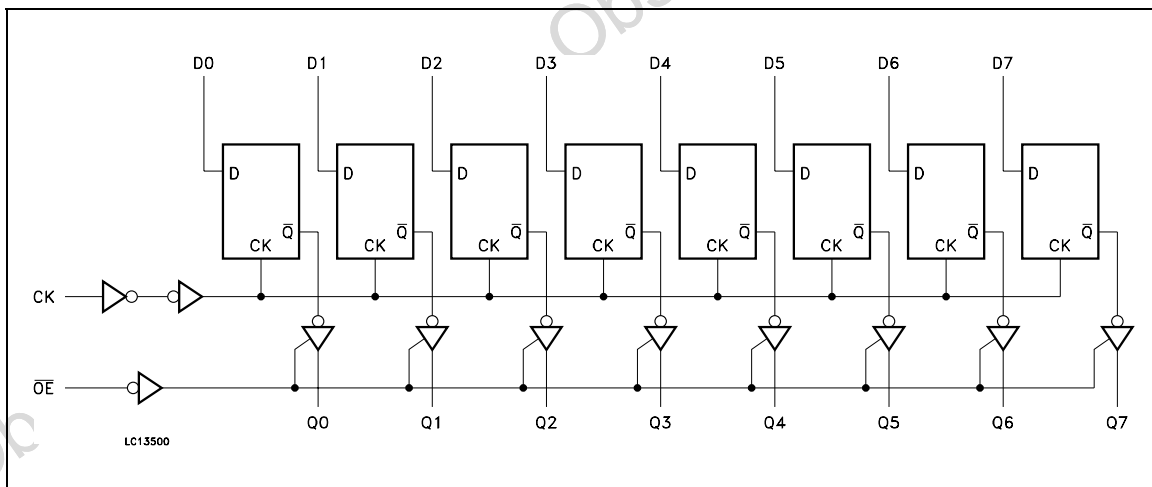 D0 D1 D2 D3 D4 D5 D6 D7
D D D D D D D D
Q̅ Q̅ Q̅ Q̅ Q̅ Q̅ Q̅ Q̅
CK CK CK CK CK CK CK CK
CK
O̅E̅
Q0 Q1 Q2 Q3 Q4 Q5 Q6 Q7
LC13500